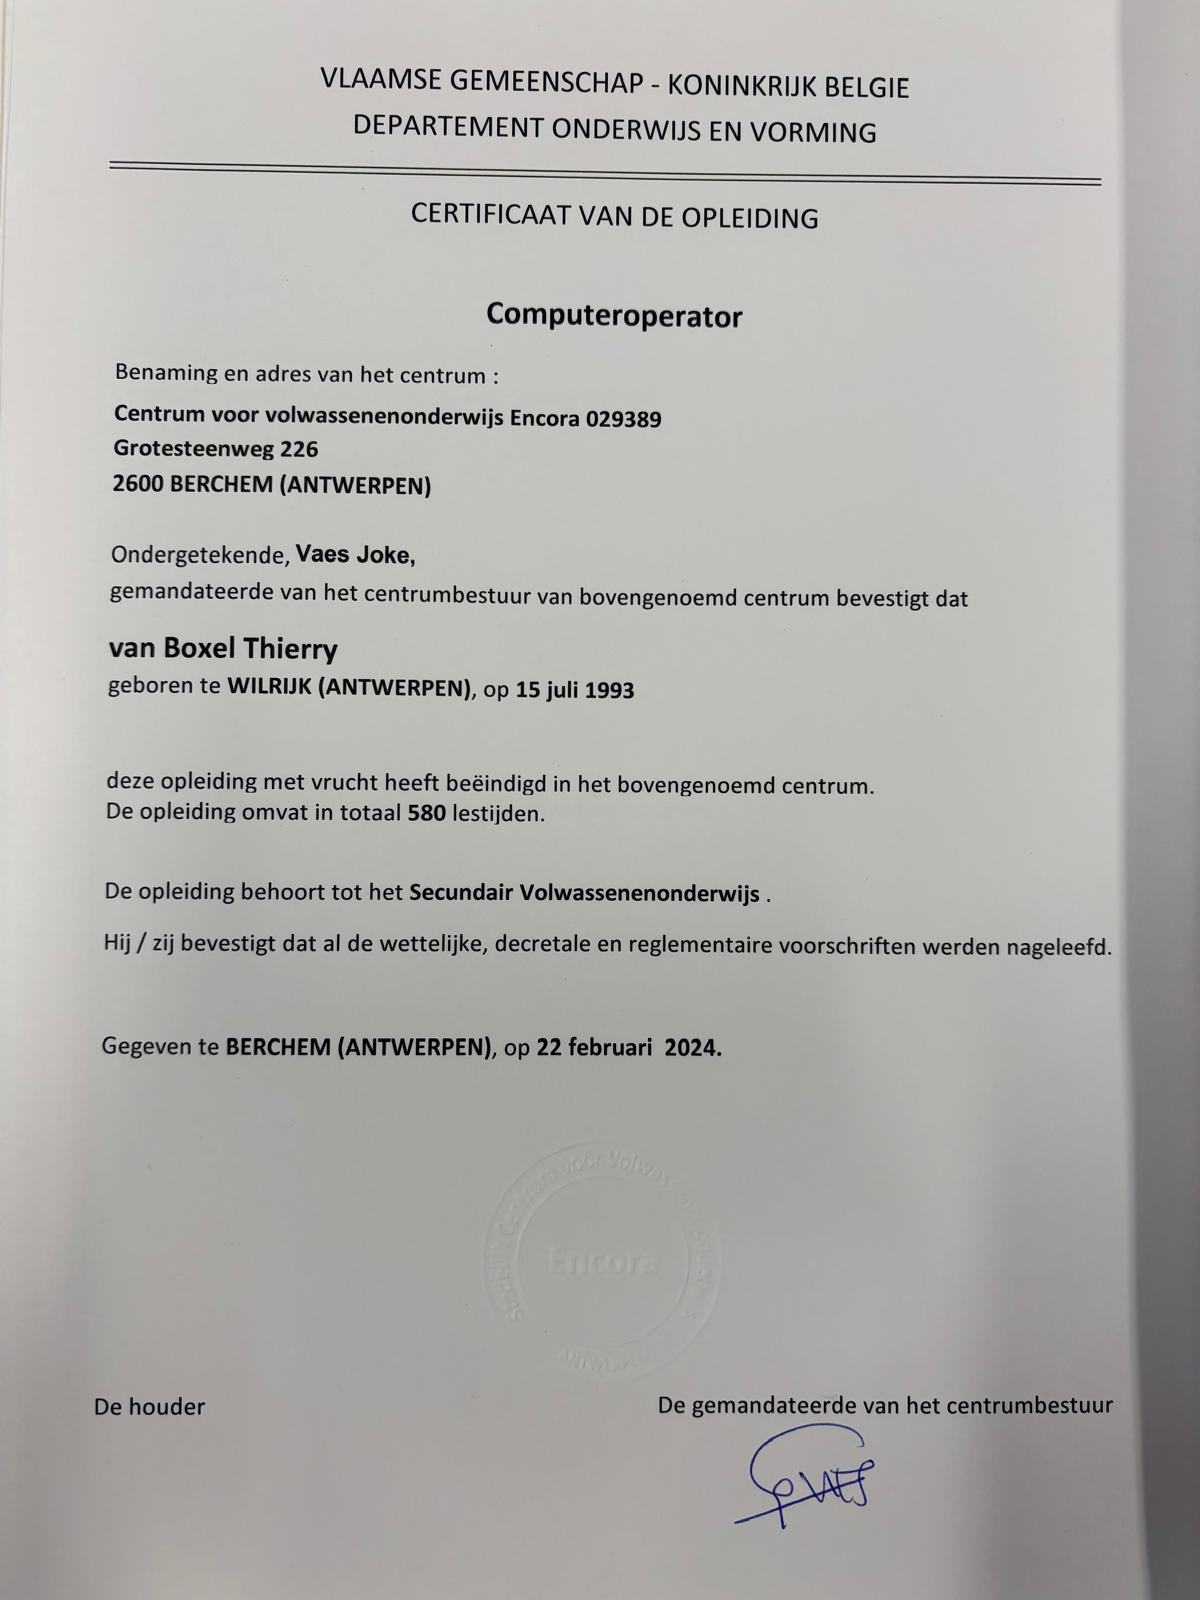 VLAAMSE GEMEENSCHAP - KONINKRIJK BELGIE
DEPARTEMENT ONDERWIJS EN VORMING
CERTIFICAAT VAN DE OPLEIDING
Computeroperator
Benaming en adres van het centrum :
Centrum voor volwassenenonderwijs Encora 029389
Grotesteenweg 226
2600 BERCHEM (ANTWERPEN)
Ondergetekende, Vaes Joke,
gemandateerde van het centrumbestuur van bovengenoemd centrum bevestigt dat
van Boxel Thierry
geboren te WILRIJK (ANTWERPEN), op 15 juli 1993
deze opleiding met vrucht heeft beëindigd in het bovengenoemd centrum.
De opleiding omvat in totaal 580 lestijden.
De opleiding behoort tot het Secundair Volwassenenonderwijs .
Hij / zij bevestigt dat al de wettelijke, decretale en reglementaire voorschriften werden nageleefd.
Gegeven te BERCHEM (ANTWERPEN), op 22 februari 2024.
Stedelijk Centrum voor Volwassenenonderwijs
Encora
ANTWERPEN
De houder
De gemandateerde van het centrumbestuur